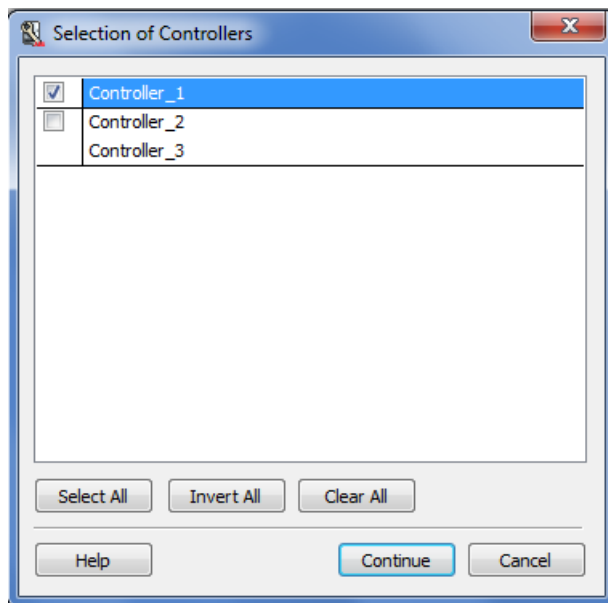 Selection of Controllers
Controller_1
Controller_2
Controller_3
Select All Invert All Clear All
Help Continue Cancel